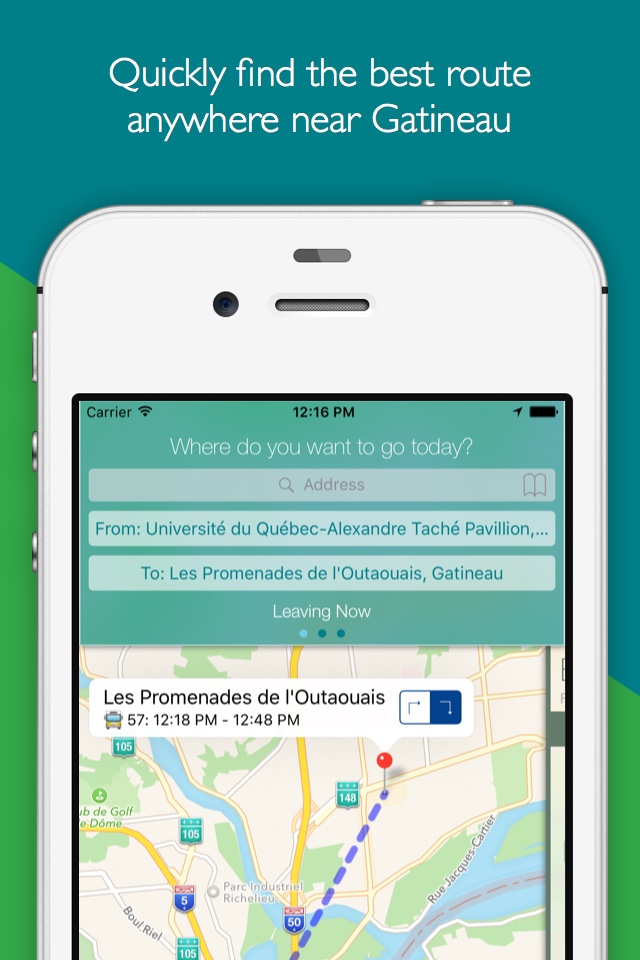 Quickly find the best route
anywhere near Gatineau
Carrier 12:16 PM
Where do you want to go today?
Address
From: Université du Québec-Alexandre Taché Pavillion,...
To: Les Promenades de l'Outaouais, Gatineau
Leaving Now
Les Promenades de l'Outaouais
57: 12:18 PM - 12:48 PM
105
148
ub de Golf
e Dôme
105
Rue Jacques-Cartier
Parc Industriel
Richelieu
5
50
Boul Riel
105